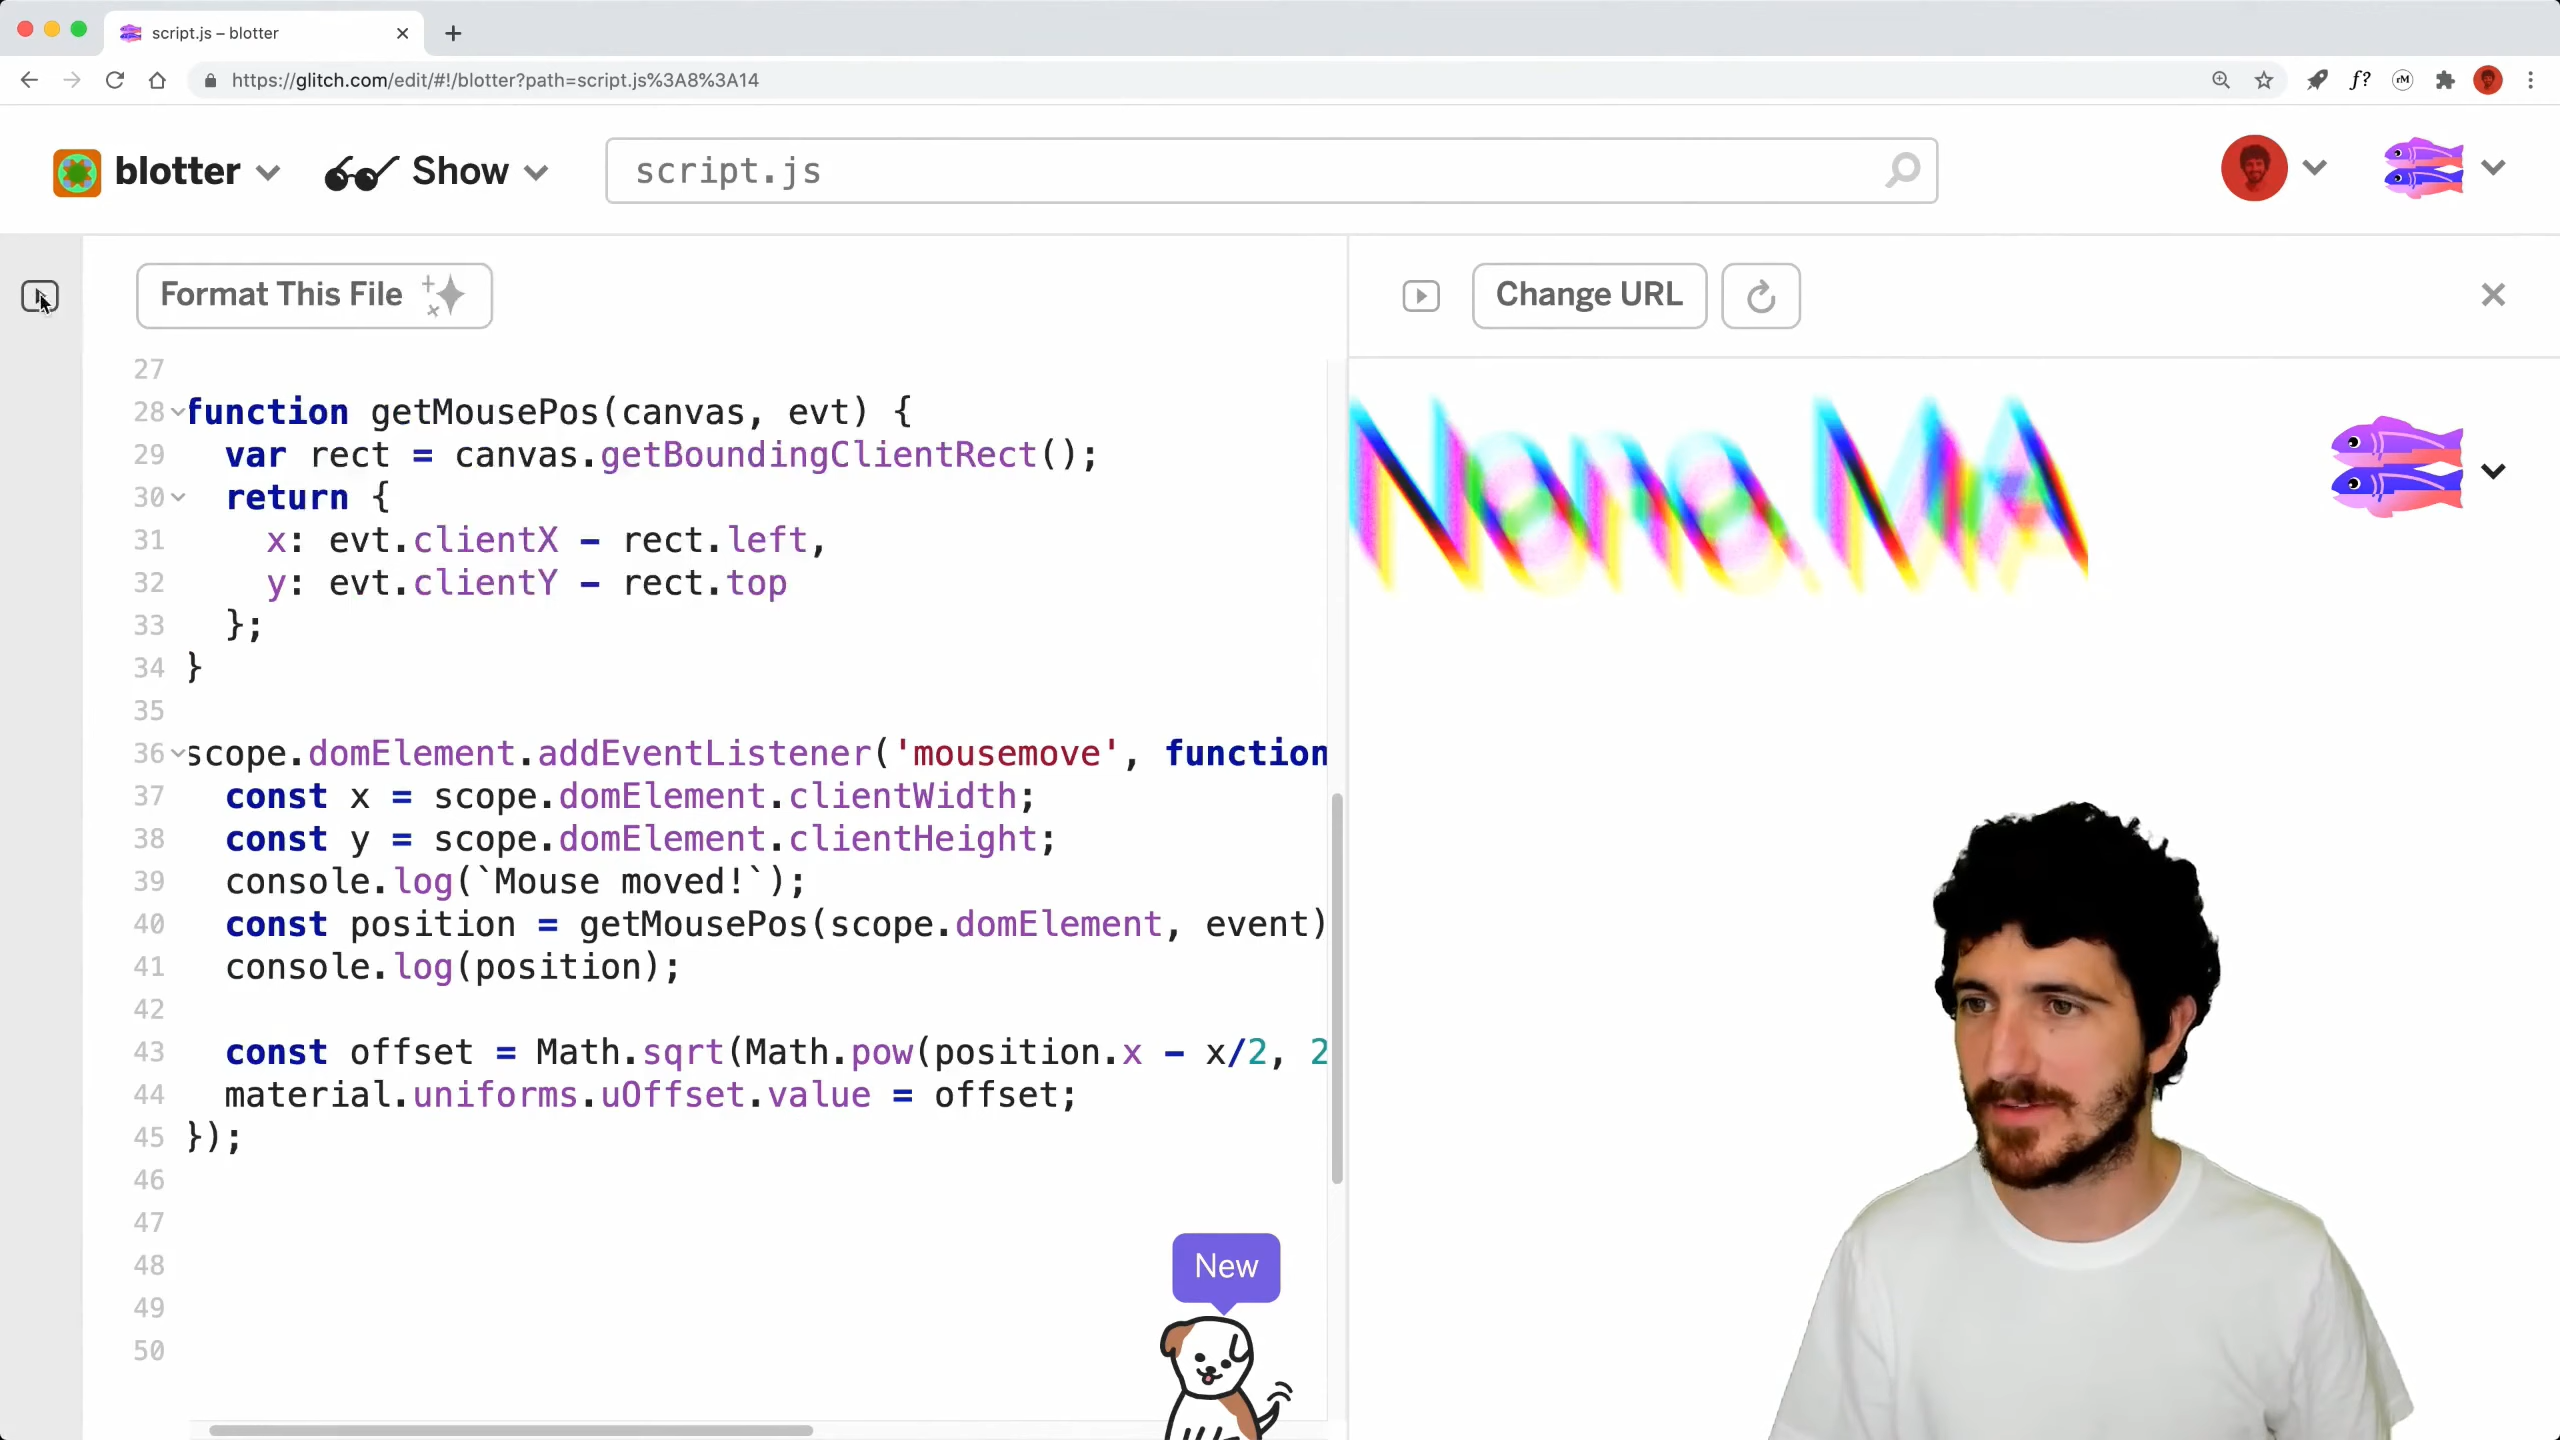 script.js – blotter
https://glitch.com/edit/#!/blotter?path=script.js%3A8%3A14
f?
rM
blotter
Show
script.js
Format This File
Change URL
27
28 function getMousePos(canvas, evt) {
29 var rect = canvas.getBoundingClientRect();
30 return {
31 x: evt.clientX - rect.left,
32 y: evt.clientY - rect.top
33 };
34 }
35
36 scope.domElement.addEventListener('mousemove', function
37 const x = scope.domElement.clientWidth;
38 const y = scope.domElement.clientHeight;
39 console.log(`Mouse moved!`);
40 const position = getMousePos(scope.domElement, event)
41 console.log(position);
42
43 const offset = Math.sqrt(Math.pow(position.x - x/2, 2
44 material.uniforms.uOffset.value = offset;
45 });
46
47
48
49
50
Nono MA
New